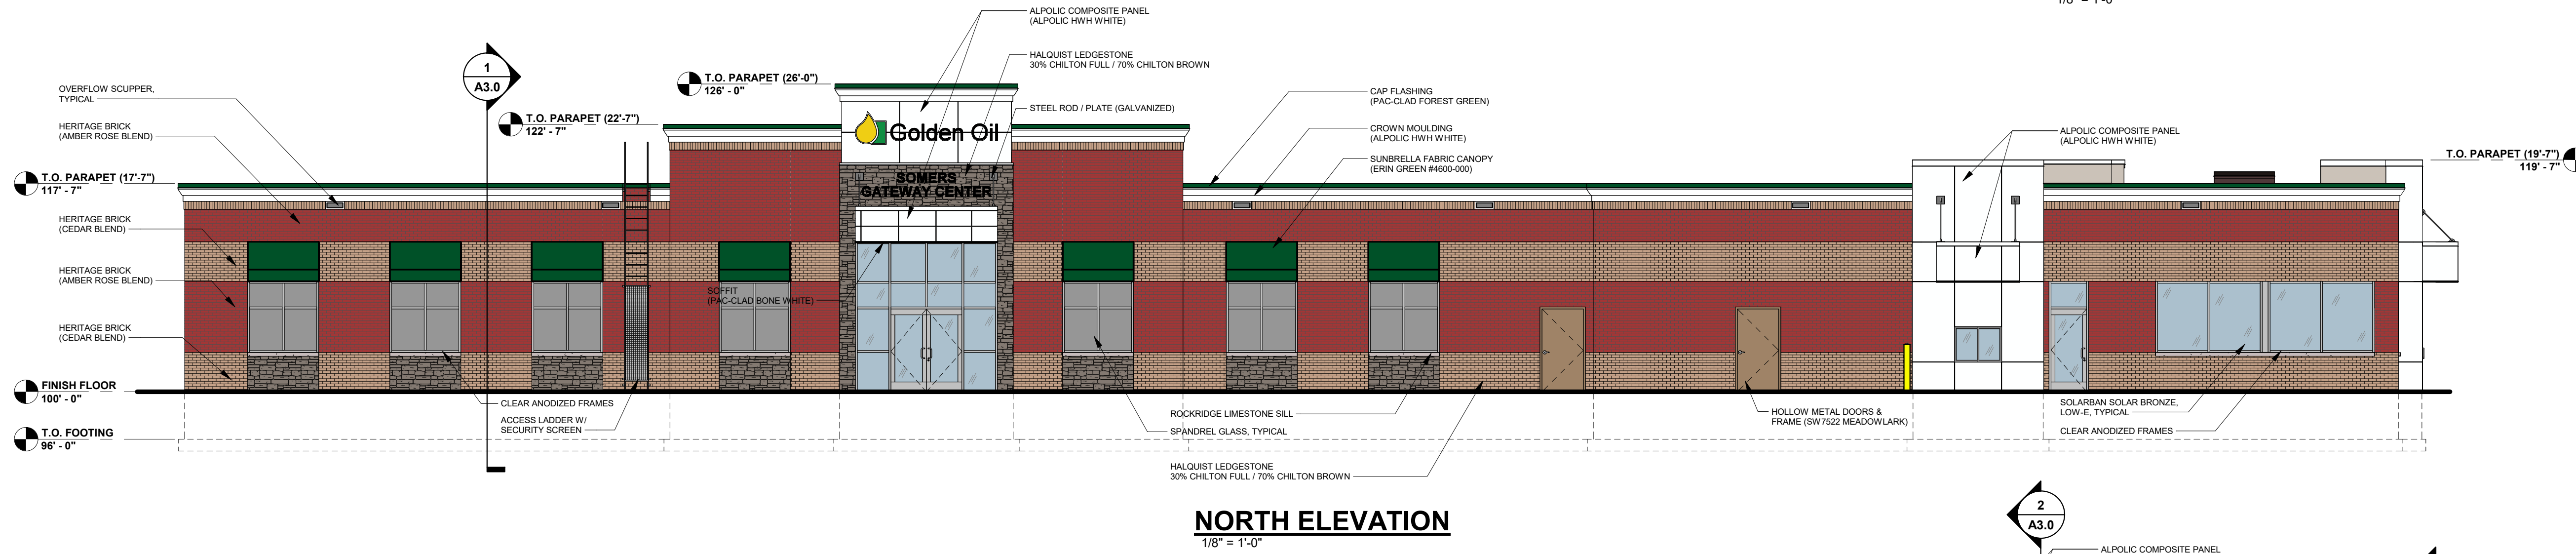 1/8" = 1'-0"
ALPOLIC COMPOSITE PANEL
(ALPOLIC HWH WHITE)
HALQUIST LEDGESTONE
30% CHILTON FULL / 70% CHILTON BROWN
1
A3.0
T.O. PARAPET (26'-0")
126' - 0"
OVERFLOW SCUPPER,
TYPICAL
CAP FLASHING
(PAC-CLAD FOREST GREEN)
STEEL ROD / PLATE (GALVANIZED)
T.O. PARAPET (22'-7")
122' - 7"
HERITAGE BRICK
(AMBER ROSE BLEND)
Golden Oil
CROWN MOULDING
(ALPOLIC HWH WHITE)
ALPOLIC COMPOSITE PANEL
(ALPOLIC HWH WHITE)
T.O. PARAPET (19'-7")
119' - 7"
SUNBRELLA FABRIC CANOPY
(ERIN GREEN #4600-000)
T.O. PARAPET (17'-7")
117' - 7"
SOMERS
GATEWAY CENTER
HERITAGE BRICK
(CEDAR BLEND)
HERITAGE BRICK
(AMBER ROSE BLEND)
SOFFIT
(PAC-CLAD BONE WHITE)
HERITAGE BRICK
(CEDAR BLEND)
FINISH FLOOR
100' - 0"
CLEAR ANODIZED FRAMES
ACCESS LADDER W/
SECURITY SCREEN
ROCKRIDGE LIMESTONE SILL
SPANDREL GLASS, TYPICAL
HOLLOW METAL DOORS &
FRAME (SW7522 MEADOWLARK)
SOLARBAN SOLAR BRONZE,
LOW-E, TYPICAL
CLEAR ANODIZED FRAMES
T.O. FOOTING
96' - 0"
HALQUIST LEDGESTONE
30% CHILTON FULL / 70% CHILTON BROWN
2
A3.0
NORTH ELEVATION
1/8" = 1'-0"
ALPOLIC COMPOSITE PANEL